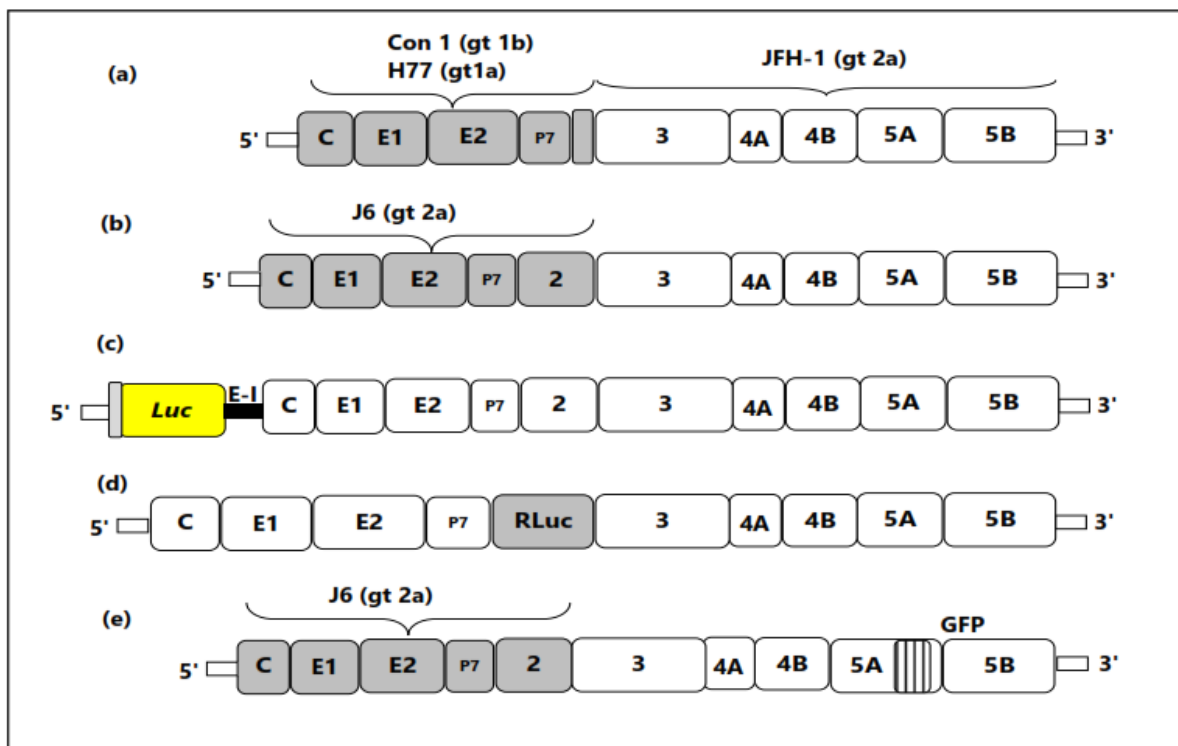 Con 1 (gt 1b)
H77 (gt1a)
JFH-1 (gt 2a)
(a)
5' C E1 E2 P7 3 4A 4B 5A 5B 3'
J6 (gt 2a)
(b)
5' C E1 E2 P7 2 3 4A 4B 5A 5B 3'
(c)
5' Luc E-I C E1 E2 P7 2 3 4A 4B 5A 5B 3'
(d)
5' C E1 E2 P7 RLuc 3 4A 4B 5A 5B 3'
J6 (gt 2a)
(e)
GFP
5' C E1 E2 P7 2 3 4A 4B 5A 5B 3'